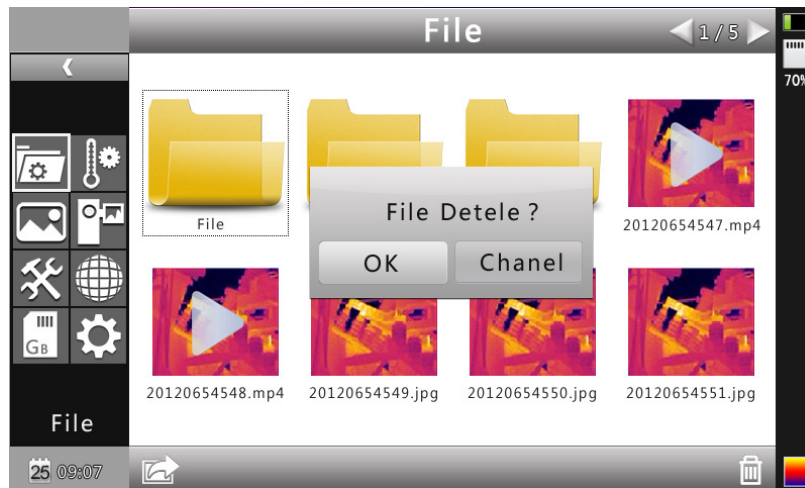 File
1/5
70%
File
File Detele ?
OK
Chanel
20120654547.mp4
20120654548.mp4
20120654549.jpg
20120654550.jpg
20120654551.jpg
GB
File
25 09:07